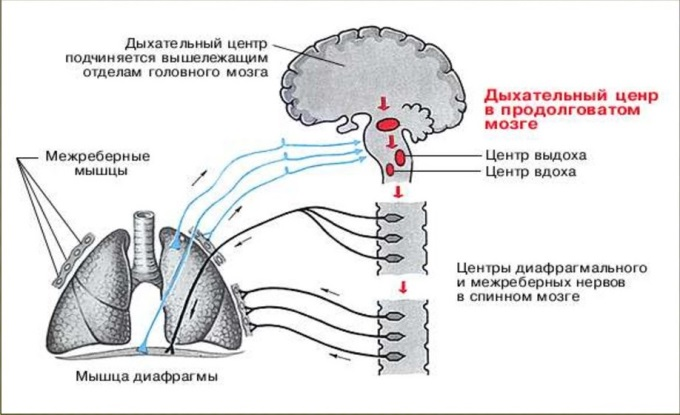 Дыхательный центр
подчиняется вышележащим
отделам головного мозга
Дыхательный ценр
в продолговатом
мозге
Межреберные
мышцы
Центр выдоха
Центр вдоха
Центры диафрагмального
и межреберных нервов
в спинном мозге
Мышца диафрагмы